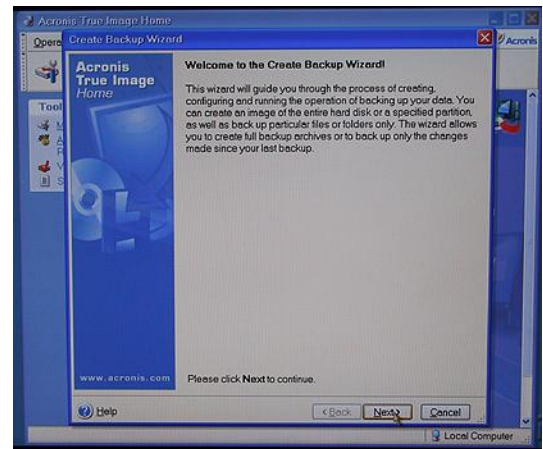 Acronis True Image Home
Create Backup Wizard
Acronis
Acronis
True Image
Home
Welcome to the Create Backup Wizard!
This wizard will guide you through the process of creating,
configuring and running the operation of backing up your data. You
can create an image of the entire hard disk or a specified partition,
as well as back up particular files or folders only. The wizard allows
you to create full backup archives or to back up only the changes
made since your last backup.
www.acronis.com
Please click Next to continue.
Help
< Back
Next >
Cancel
Local Computer